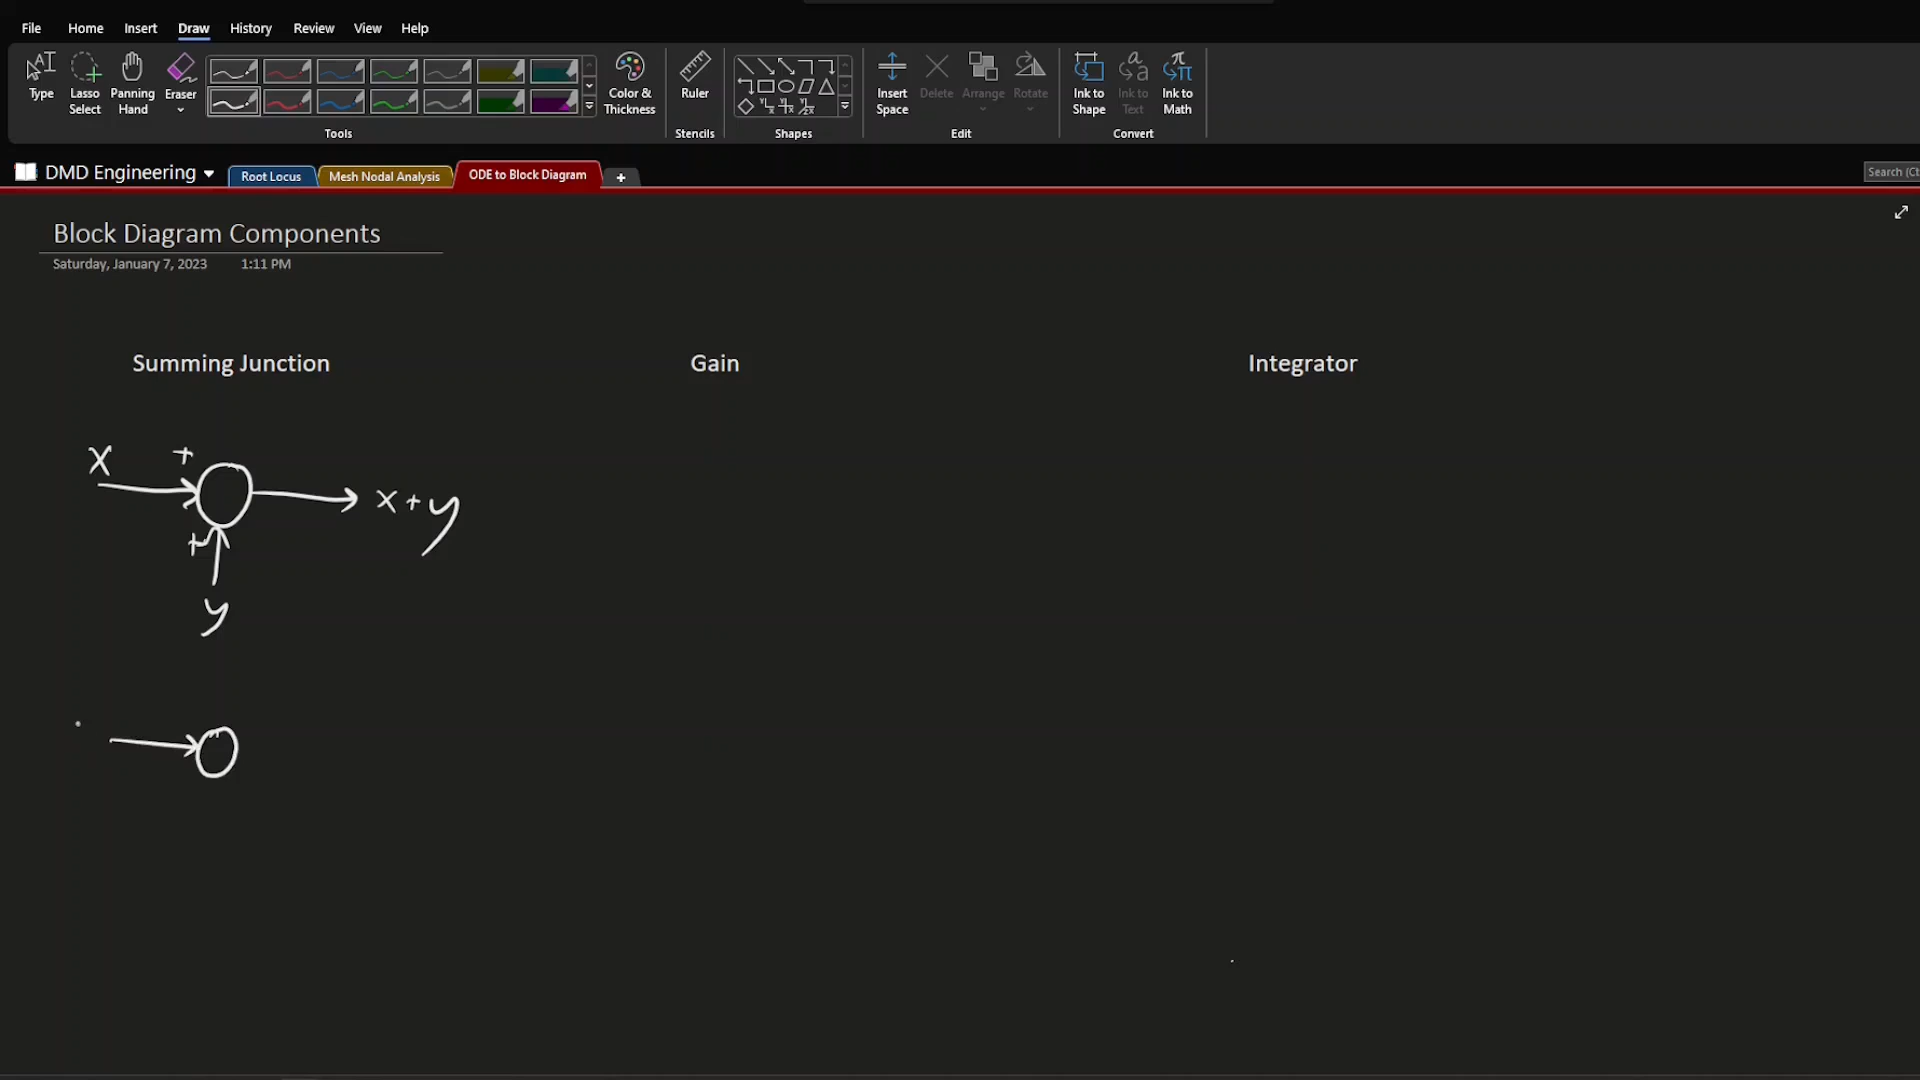 File Home Insert Draw History Review View Help
Type Lasso Select Panning Hand Eraser Color & Thickness Ruler Insert Space Delete Arrange Rotate Ink to Shape Ink to Text Ink to Math
Tools Stencils Shapes Edit Convert
DMD Engineering Root Locus Mesh Nodal Analysis ODE to Block Diagram + Search (Ct
Block Diagram Components
Saturday, January 7, 2023 1:11 PM
Summing Junction Gain Integrator
x +
x + y
+
y